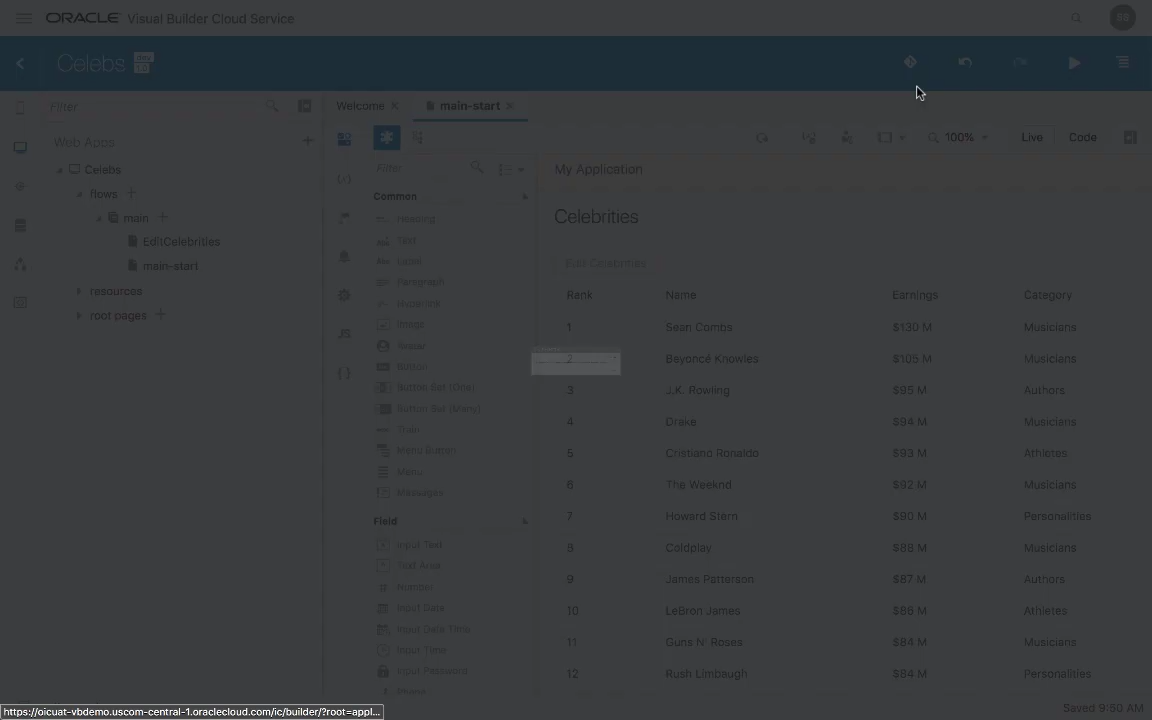 ORACLE Visual Builder Cloud Service
Celebs
Filter
Welcome
main-start
Web Apps
100%
Live
Code
Celebs
Filter
My Application
flows
Common
main
Heading
Celebrities
Text
EditCelebrities
Label
main-start
Edit Celebrities
Paragraph
resources
Hyperlink
Rank Name Earnings Category
root pages
Image
1 Sean Combs $130 M Musicians
Avatar
2 Beyoncé Knowles $105 M Musicians
Button
Button Set (One)
3 J.K. Rowling $95 M Authors
Button Set (Many)
4 Drake $94 M Musicians
Train
Menu Button
5 Cristiano Ronaldo $93 M Athletes
Menu
6 The Weeknd $92 M Musicians
Messages
7 Howard Stern $90 M Personalities
Field
Input Text
8 Coldplay $88 M Musicians
Text Area
9 James Patterson $87 M Authors
Number
Input Date
10 LeBron James $86 M Athletes
Input Date Time
11 Guns N' Roses $84 M Musicians
Input Time
12 Rush Limbaugh $84 M Personalities
Input Password
https://oicuat-vbdemo.uscom-central-1.oraclecloud.com/ic/builder/?root=appl...
Saved 9:50 AM